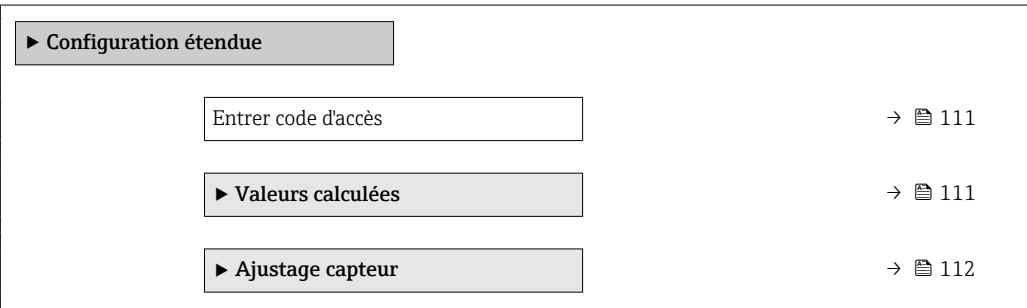 ▶ Configuration étendue
Entrer code d'accès → 🖹 111
▶ Valeurs calculées → 🖹 111
▶ Ajustage capteur → 🖹 112